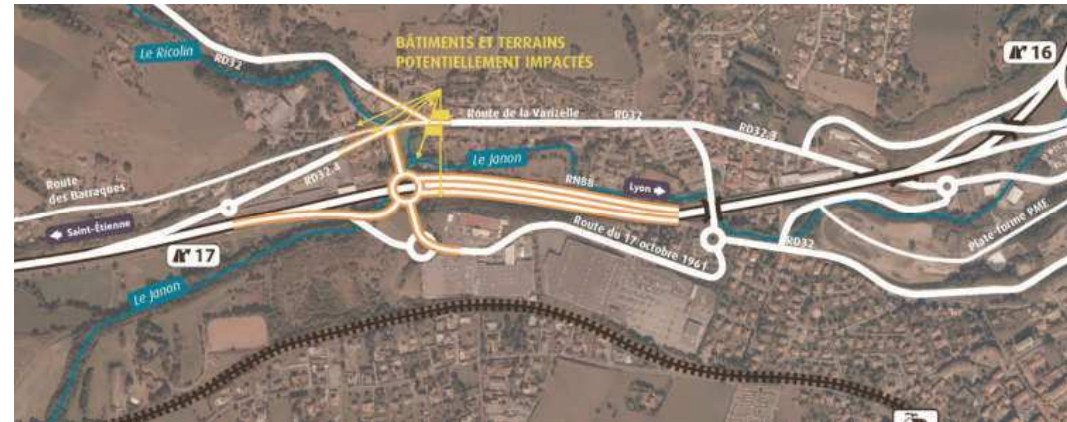 Le Ricolin
RD32
BÂTIMENTS ET TERRAINS
POTENTIELLEMENT IMPACTÉS
16
Route de la Varizelle
RD32
RD32.3
Le Janon
RD32.4
RN88
Lyon
Route
des Barraques
Saint-Étienne
17
Route du 17 octobre 1961
RD32
Plate-forme PME
Le Janon